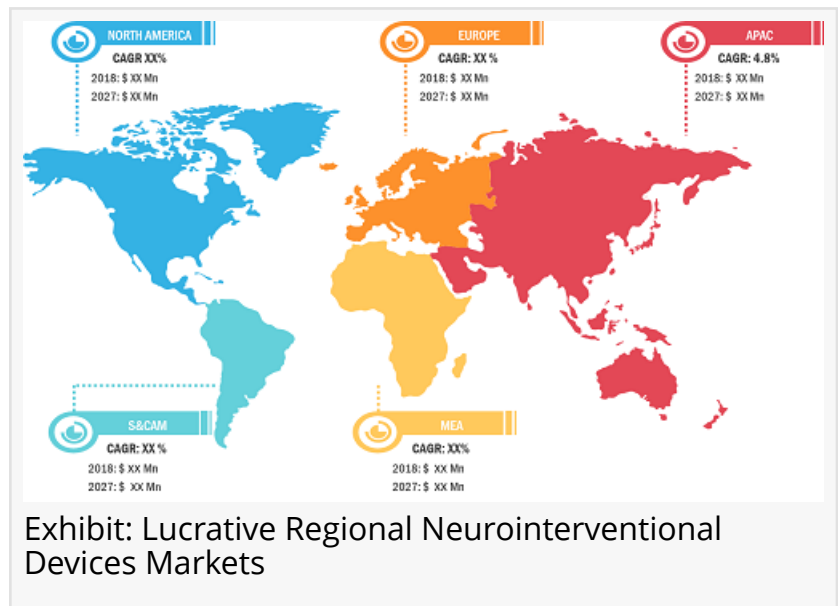 NORTH AMERICA
CAGR XX%
2018: $ XX Mn
2027: $ XX Mn
EUROPE
CAGR: XX %
2018: $ XX Mn
2027: $ XX Mn
APAC
CAGR: 4.8%
2018: $ XX Mn
2027: $ XX Mn
S&CAM
CAGR: XX %
2018: $ XX Mn
2027: $ XX Mn
MEA
CAGR: XX%
2018: $ XX Mn
2027: $ XX Mn
Exhibit: Lucrative Regional Neurointerventional
Devices Markets